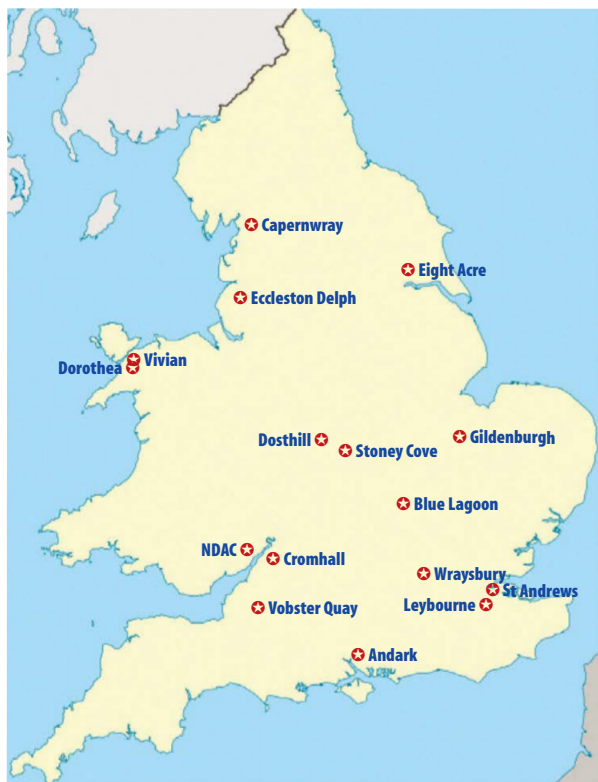 Capernwray
Eight Acre
Eccleston Delph
Vivian
Dorothea
Dosthill
Gildenburgh
Stoney Cove
Blue Lagoon
NDAC
Cromhall
Wraysbury
St Andrews
Leybourne
Vobster Quay
Andark